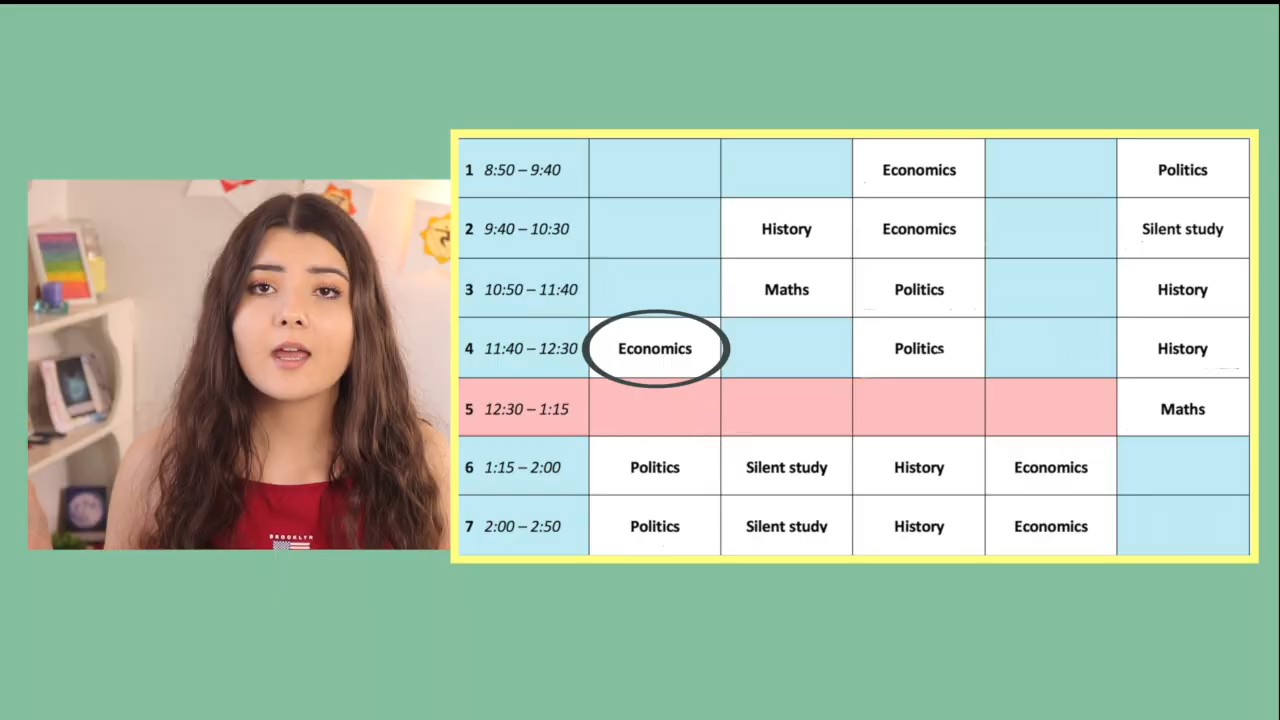 1 8:50 – 9:40 Economics Politics
2 9:40 – 10:30 History Economics Silent study
3 10:50 – 11:40 Maths Politics History
4 11:40 – 12:30 Economics Politics History
5 12:30 – 1:15 Maths
6 1:15 – 2:00 Politics Silent study History Economics
7 2:00 – 2:50 Politics Silent study History Economics
BROOKLYN